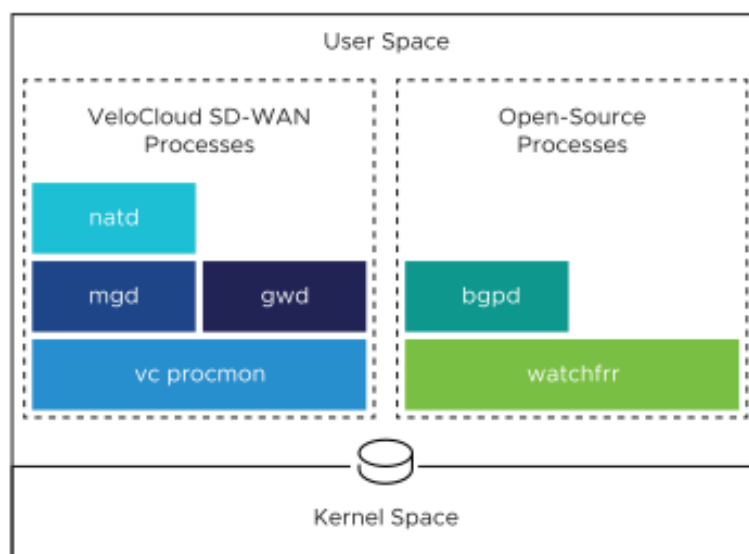 User Space
VeloCloud SD-WAN
Processes
Open-Source
Processes
natd
mgd
gwd
bgpd
vc procmon
watchfrr
Kernel Space